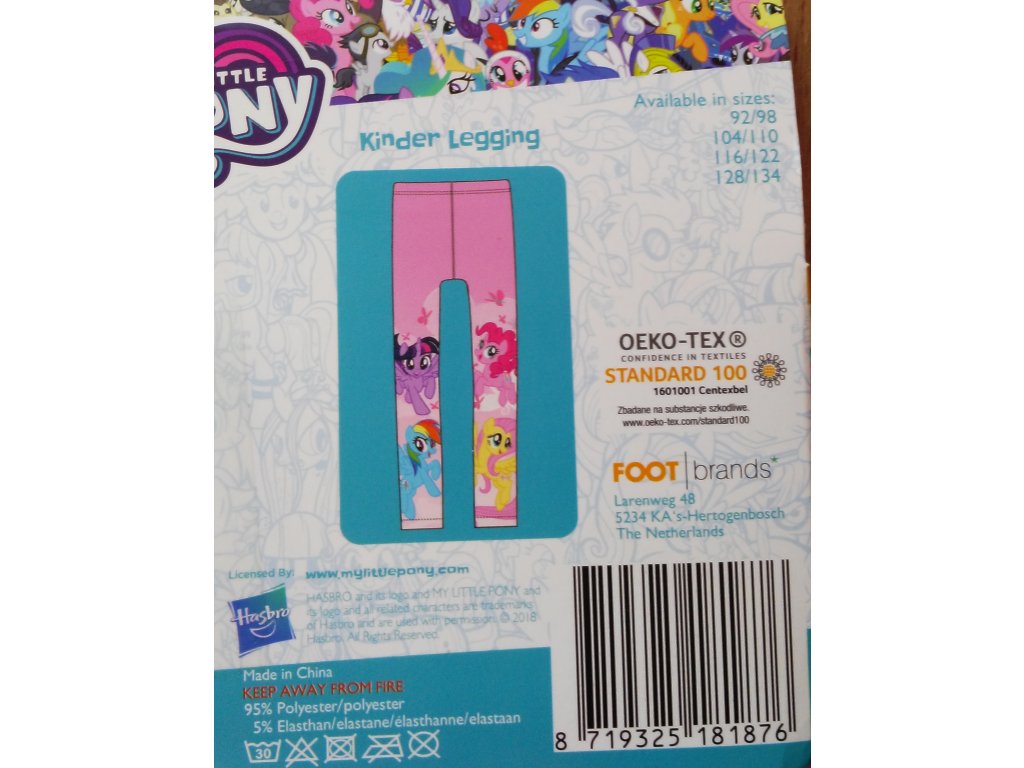 TTLE
PONY
Kinder Legging
Available in sizes:
92/98
104/110
116/122
128/134
OEKO-TEX®
CONFIDENCE IN TEXTILES
STANDARD 100
1601001 Centexbel
Zbadane na substancje szkodliwe.
www.oeko-tex.com/standard100
FOOT|brands*
Larenweg 48
5234 KA's-Hertogenbosch
The Netherlands
Licensed By: www.mylittlepony.com
Hasbro
HASBRO and its logo and MY LITTLE PONY and
its logo and all related characters are trademarks
of Hasbro and are used with permission. © 2018
Hasbro. All Rights Reserved.
Made in China
KEEP AWAY FROM FIRE
95% Polyester/polyester
5% Elasthan/elastane/élasthanne/elastaan
30
8 719325 181876